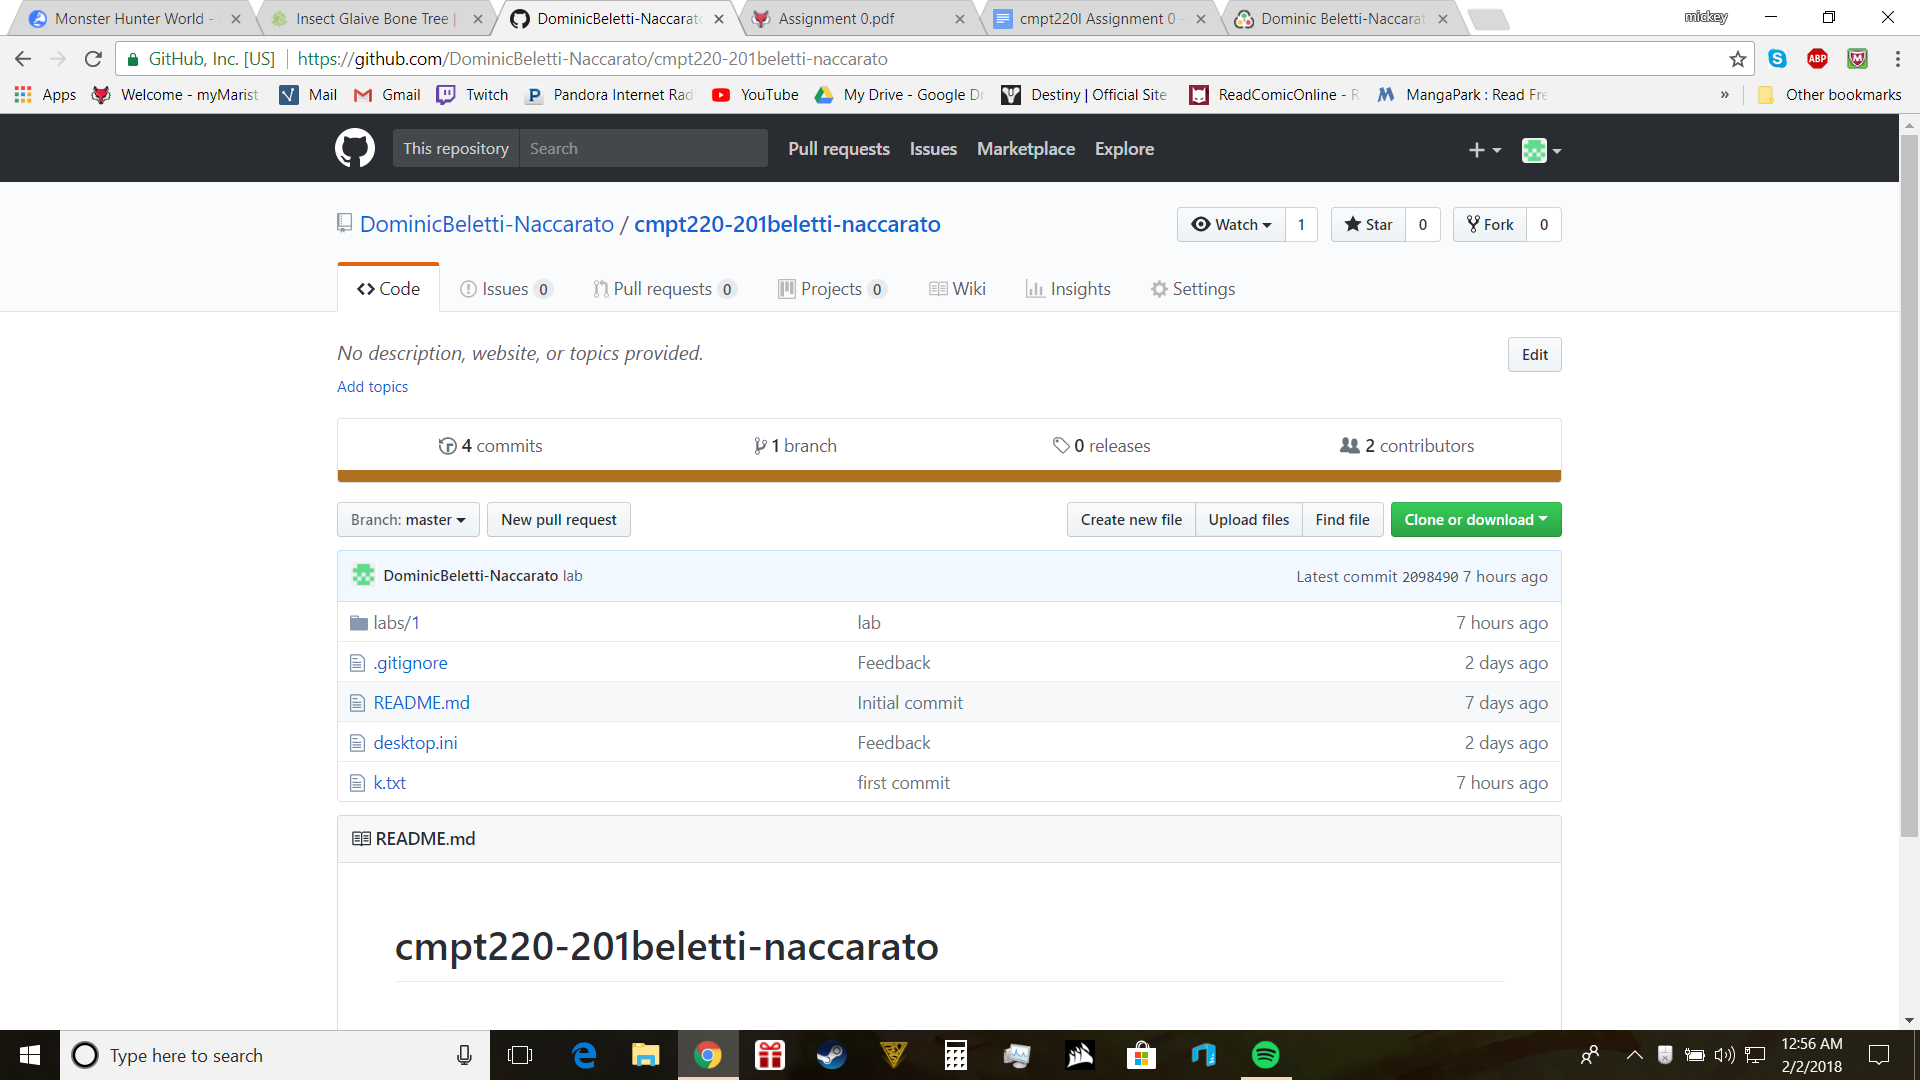 Monster Hunter World -
Insect Glaive Bone Tree |
DominicBeletti-Naccarato
Assignment 0.pdf
cmpt220l Assignment 0 -
Dominic Beletti-Naccarat
mickey
GitHub, Inc. [US]
https://github.com/DominicBeletti-Naccarato/cmpt220-201beletti-naccarato
Apps
Welcome - myMarist
Mail
Gmail
Twitch
Pandora Internet Rad
YouTube
My Drive - Google Dr
Destiny | Official Site
ReadComicOnline - R
MangaPark : Read Fre
»
Other bookmarks
This repository
Search
Pull requests
Issues
Marketplace
Explore
DominicBeletti-Naccarato / cmpt220-201beletti-naccarato
Watch 1
Star 0
Fork 0
<> Code
Issues 0
Pull requests 0
Projects 0
Wiki
Insights
Settings
No description, website, or topics provided.
Edit
Add topics
4 commits
1 branch
0 releases
2 contributors
Branch: master
New pull request
Create new file
Upload files
Find file
Clone or download
DominicBeletti-Naccarato lab
Latest commit 2098490 7 hours ago
labs/1 lab 7 hours ago
.gitignore Feedback 2 days ago
README.md Initial commit 7 days ago
desktop.ini Feedback 2 days ago
k.txt first commit 7 hours ago
README.md
cmpt220-201beletti-naccarato
Type here to search
12:56 AM
2/2/2018